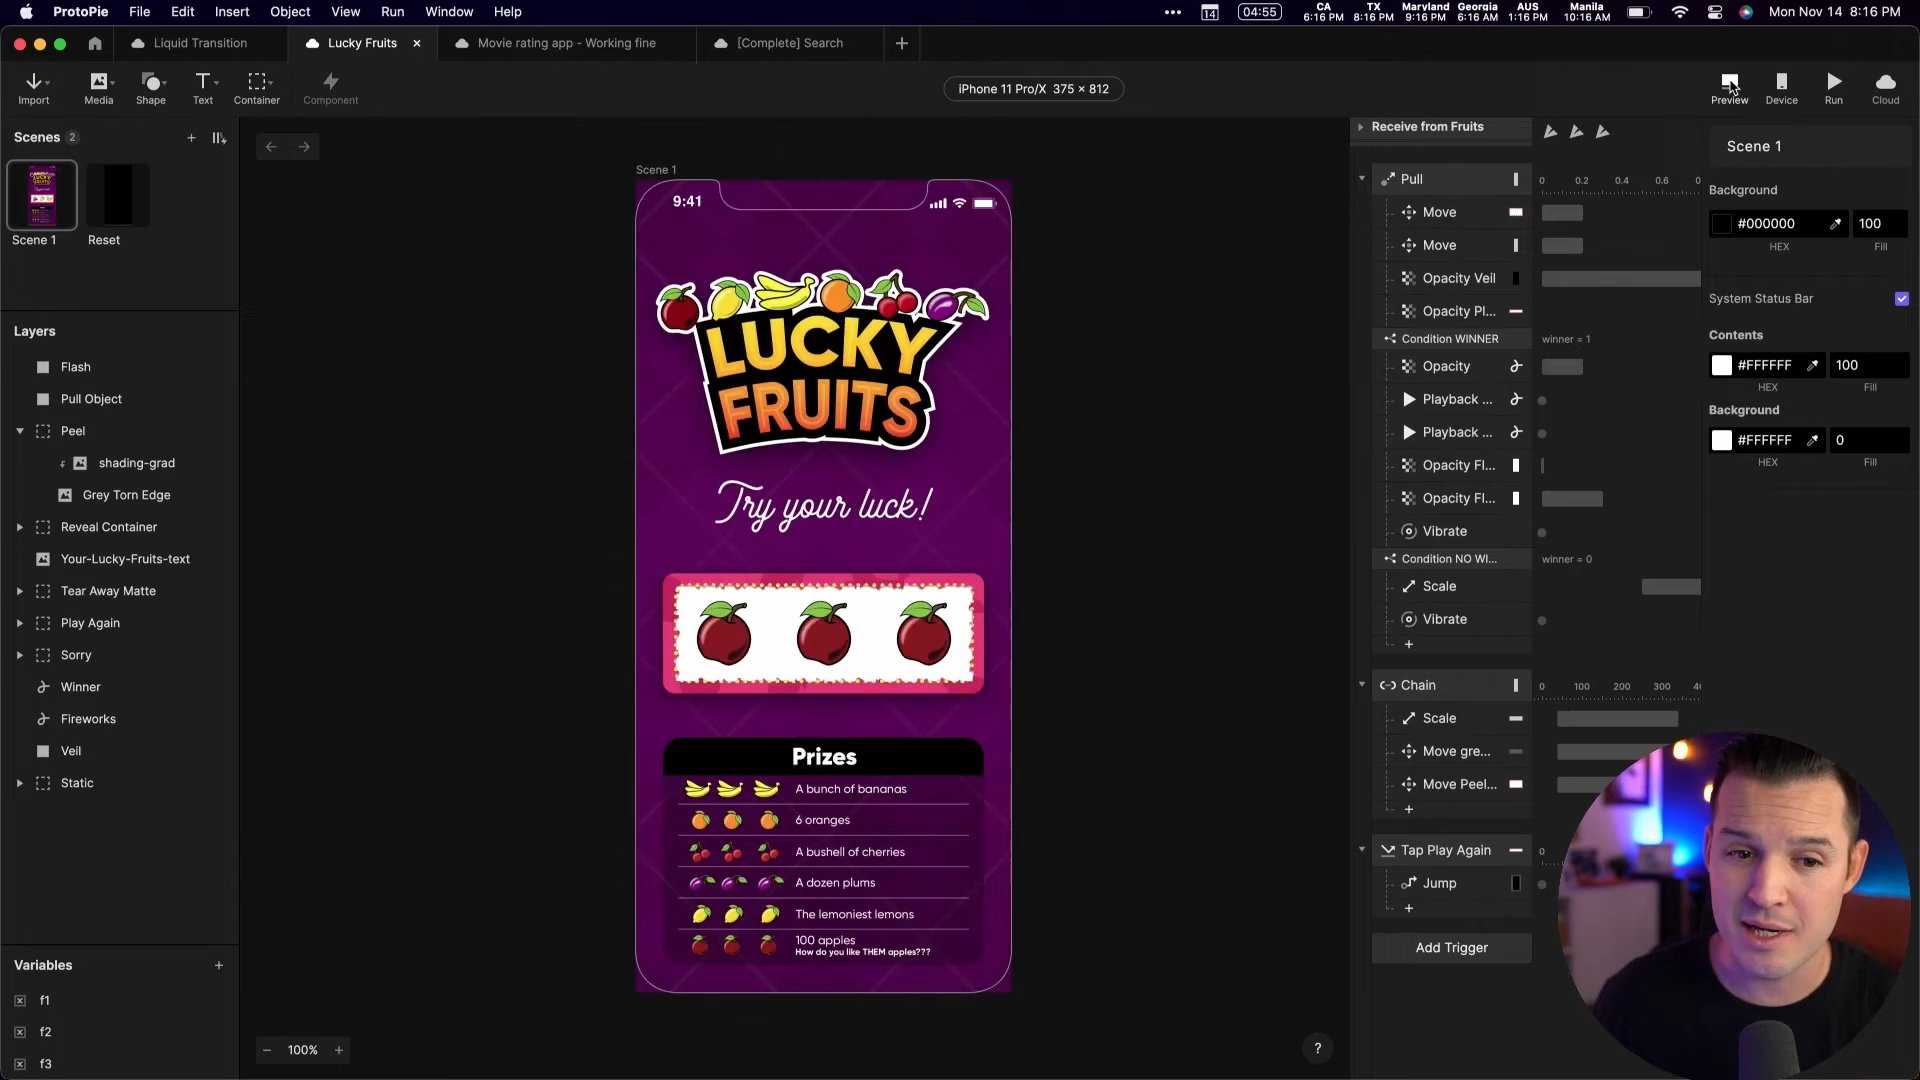 ProtoPie File Edit Insert Object View Run Window Help
••• 14 04:55
CA
6:16 PM
TX
8:16 PM
Maryland
9:16 PM
Georgia
6:16 AM
AUS
1:16 PM
Manila
10:16 AM
Mon Nov 14 8:16 PM
Liquid Transition
Lucky Fruits
Movie rating app - Working fine
[Complete] Search
Import
Media
Shape
Text
Container
Component
iPhone 11 Pro/X 375 × 812
Preview
Device
Run
Cloud
Scenes 2
Scene 1
Reset
Layers
Flash
Pull Object
Peel
shading-grad
Grey Torn Edge
Reveal Container
Your-Lucky-Fruits-text
Tear Away Matte
Play Again
Sorry
Winner
Fireworks
Veil
Static
Variables
f1
f2
f3
Scene 1
9:41
LUCKY
FRUITS
Try your luck!
Prizes
A bunch of bananas
6 oranges
A bushell of cherries
A dozen plums
The lemoniest lemons
100 apples
How do you like THEM apples???
100%
?
Receive from Fruits
Pull
0 0.2 0.4 0.6 0
Move
Move
Opacity Veil
Opacity Pl...
Condition WINNER winner = 1
Opacity
Playback ...
Playback ...
Opacity Fl...
Opacity Fl...
Vibrate
Condition NO WI... winner = 0
Scale
Vibrate
Chain
0 100 200 300 40
Scale
Move gre...
Move Peel...
Tap Play Again
0
Jump
Add Trigger
Scene 1
Background
#000000 100
HEX Fill
System Status Bar
Contents
#FFFFFF 100
HEX Fill
Background
#FFFFFF 0
HEX Fill